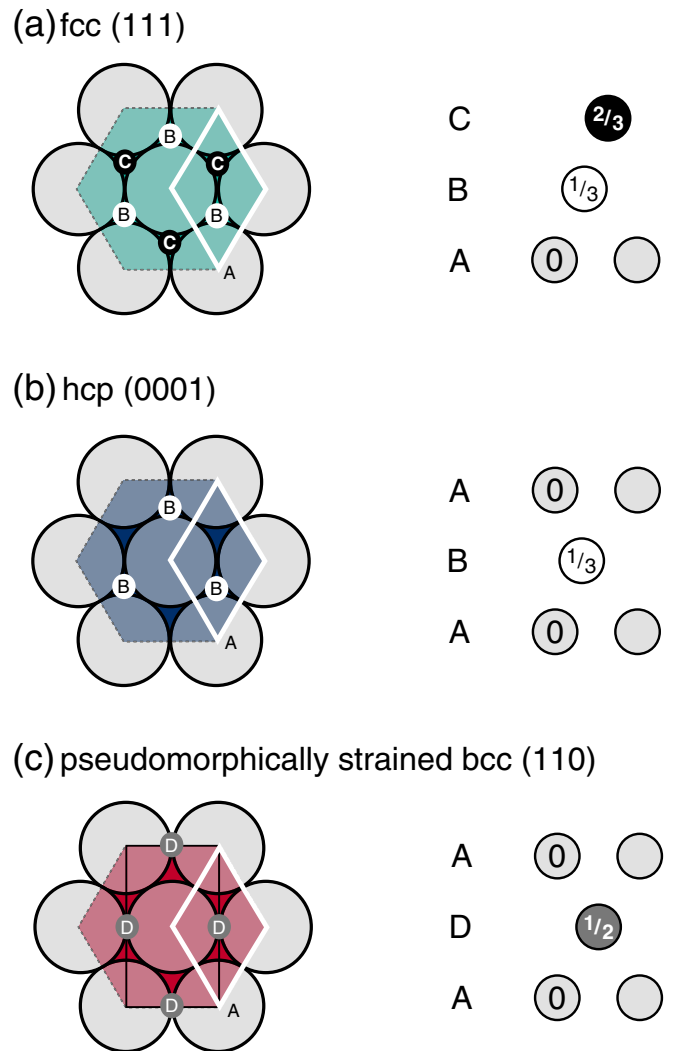 (a) fcc (111)
B
C
C
B
B
C
A
C 2/3
B 1/3
A 0
(b) hcp (0001)
B
B
B
A
A 0
B 1/3
A 0
(c) pseudomorphically strained bcc (110)
D
D
D
D
A
A 0
D 1/2
A 0